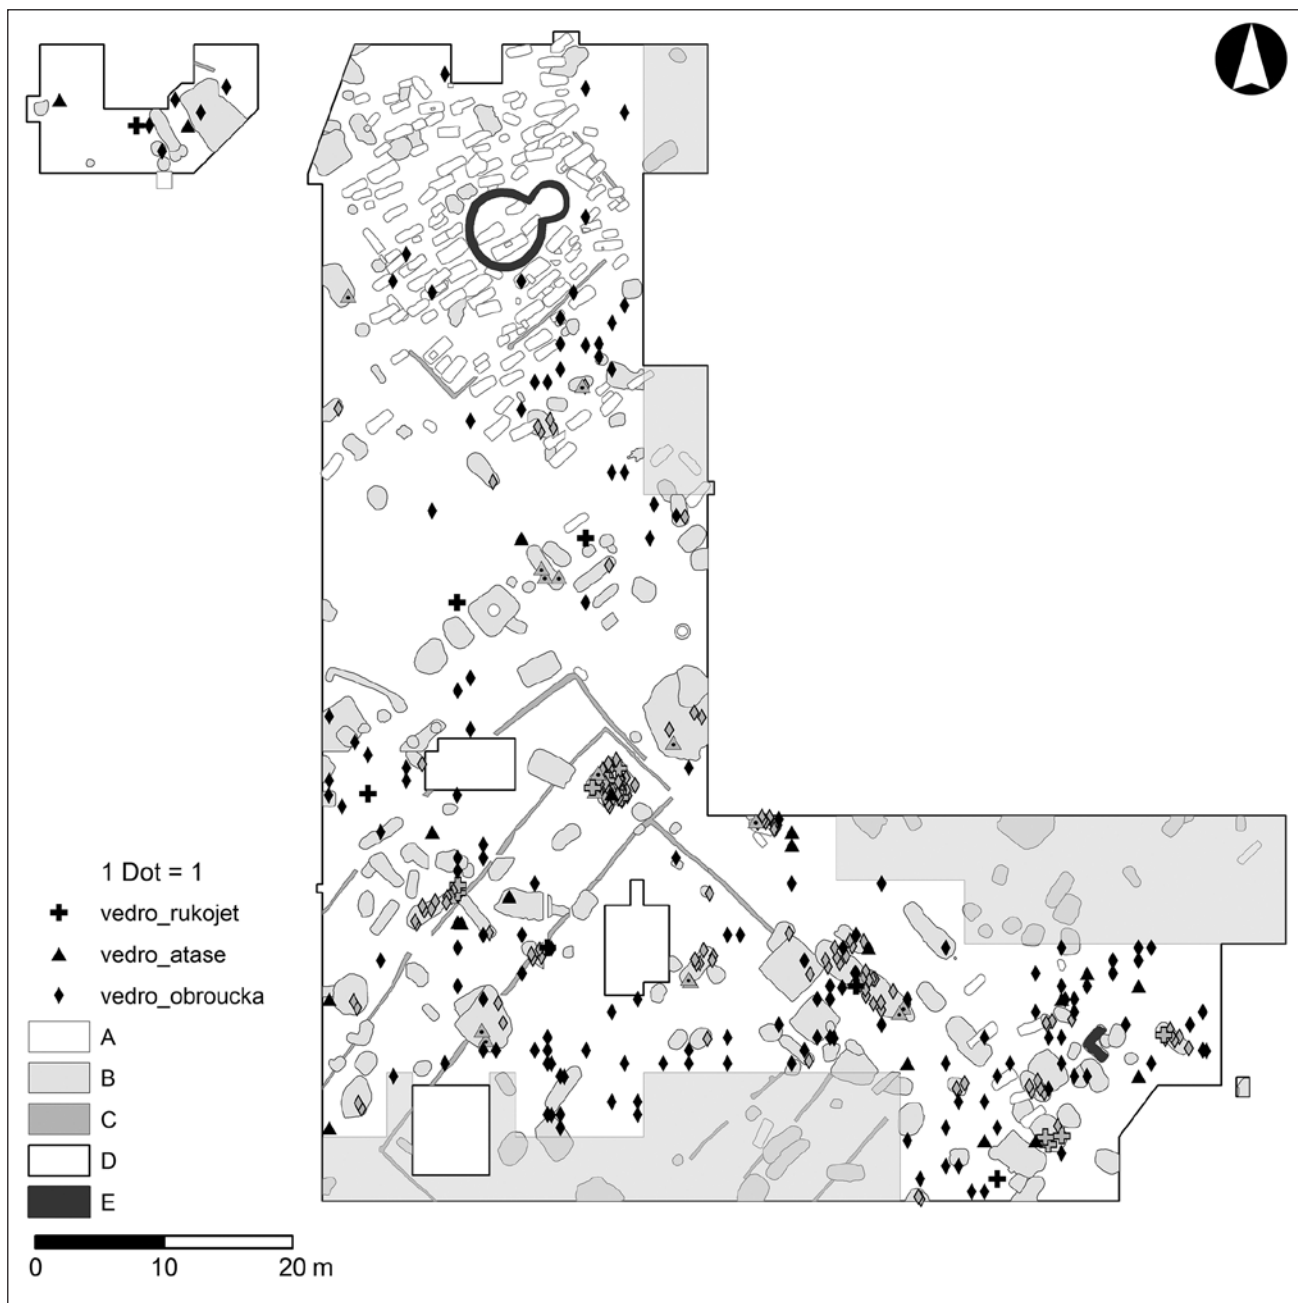 1 Dot = 1
vedro_rukojet
vedro_atase
vedro_obroucka
A
B
C
D
E
0 10 20 m